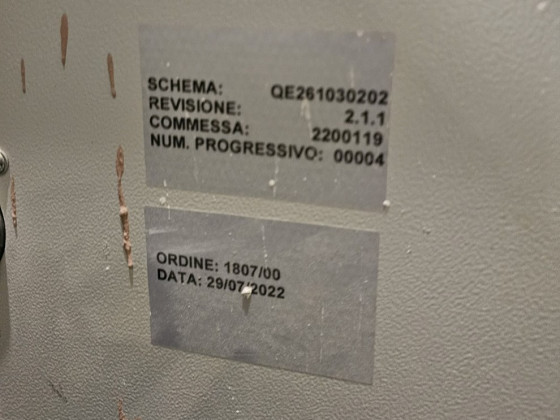 SCHEMA: QE261030202
REVISIONE: 2.1.1
COMMESSA: 2200119
NUM. PROGRESSIVO: 00004
ORDINE: 1807/00
DATA: 29/07/2022